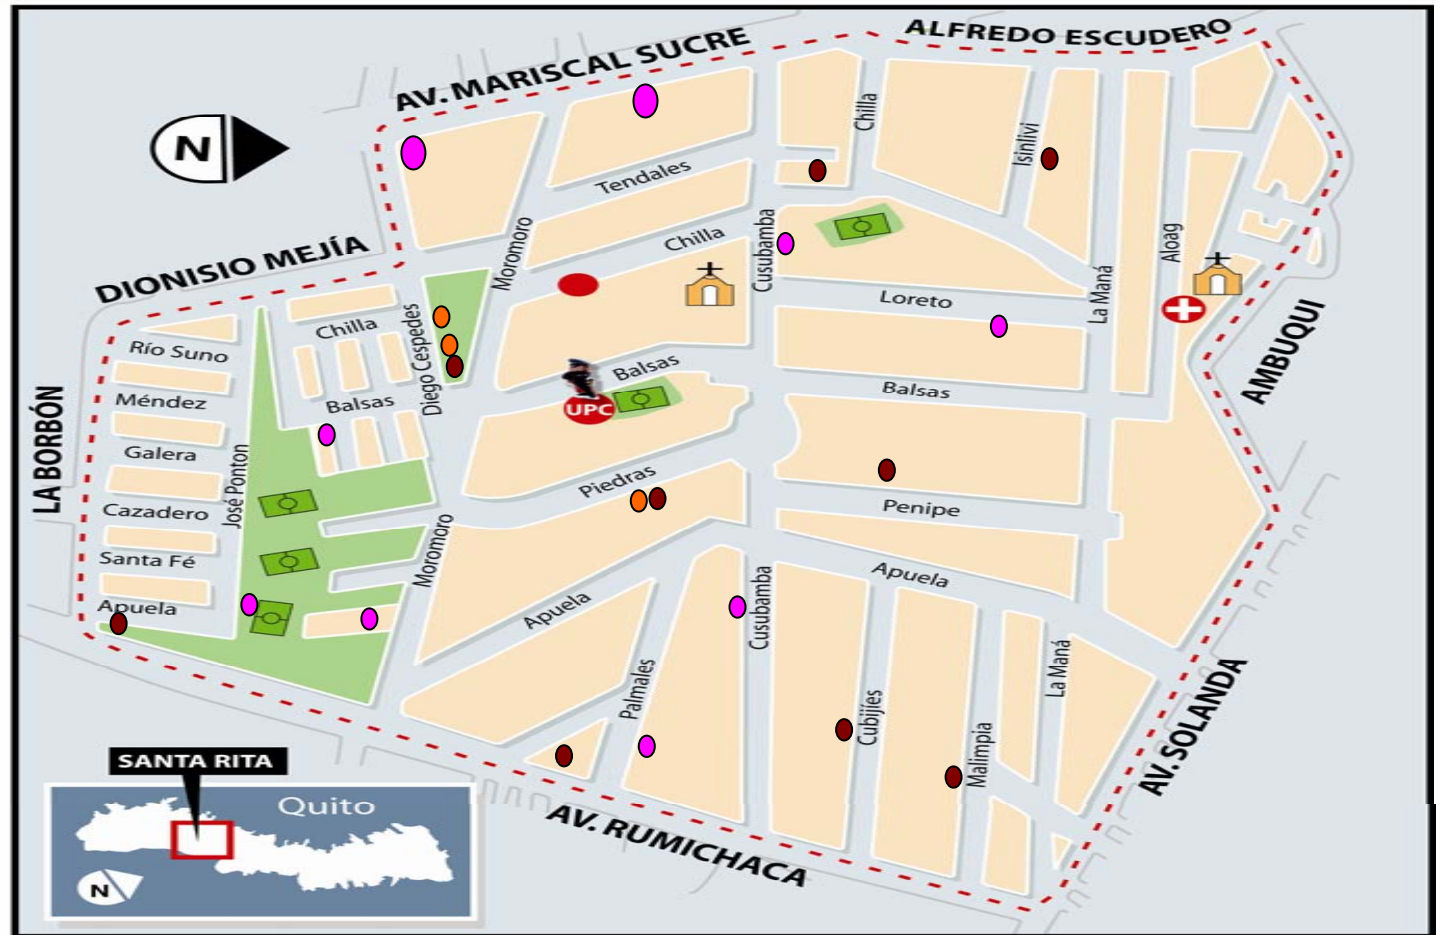 ALFREDO ESCUDERO
AV. MARISCAL SUCRE
N
Chilla
Isinlivi
Tendales
DIONISIO MEJÍA
Moromoro
Chilla
Cusubamba
Aloag
La Maná
Loreto
Chilla
Río Suno
Diego Cespedes
AMBUQUI
Balsas
Balsas
Méndez
Balsas
UPC
LA BORBÓN
Galera
José Ponton
Piedras
Cazadero
Penipe
Moromoro
Santa Fé
Apuela
Apuela
Apuela
Cusubamba
Palmales
La Maná
Cubijíes
Malimpia
AV. SOLANDA
SANTA RITA
Quito
N
AV. RUMICHACA